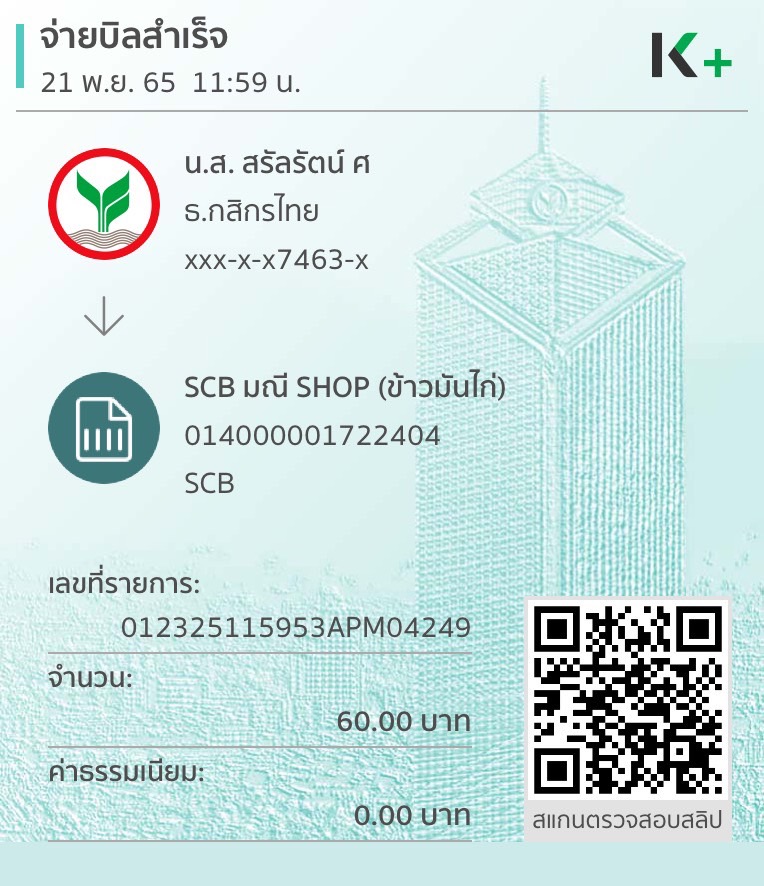 จ่ายบิลสำเร็จ
21 พ.ย. 65 11:59 น.
K+
น.ส. สรัลรัตน์ ศ
ธ.กสิกรไทย
xxx-x-x7463-x
SCB มณี SHOP (ข้าวมันไก่)
014000001722404
SCB
เลขที่รายการ:
012325115953APM04249
จำนวน:
60.00 บาท
ค่าธรรมเนียม:
0.00 บาท
สแกนตรวจสอบสลิป